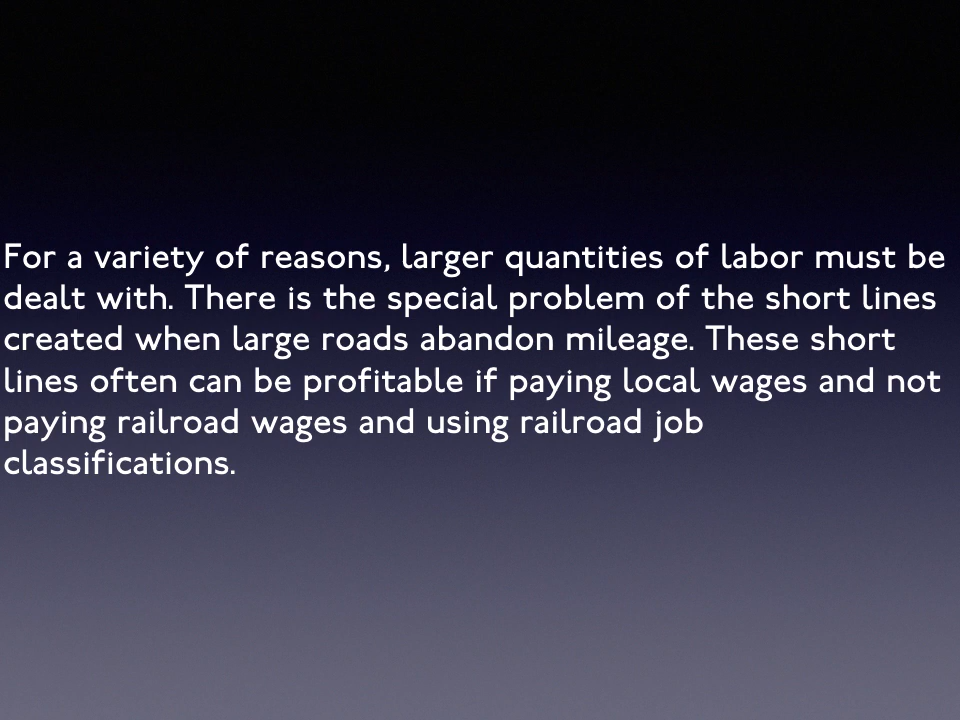 For a variety of reasons, larger quantities of labor must be
dealt with. There is the special problem of the short lines
created when large roads abandon mileage. These short
lines often can be profitable if paying local wages and not
paying railroad wages and using railroad job
classifications.